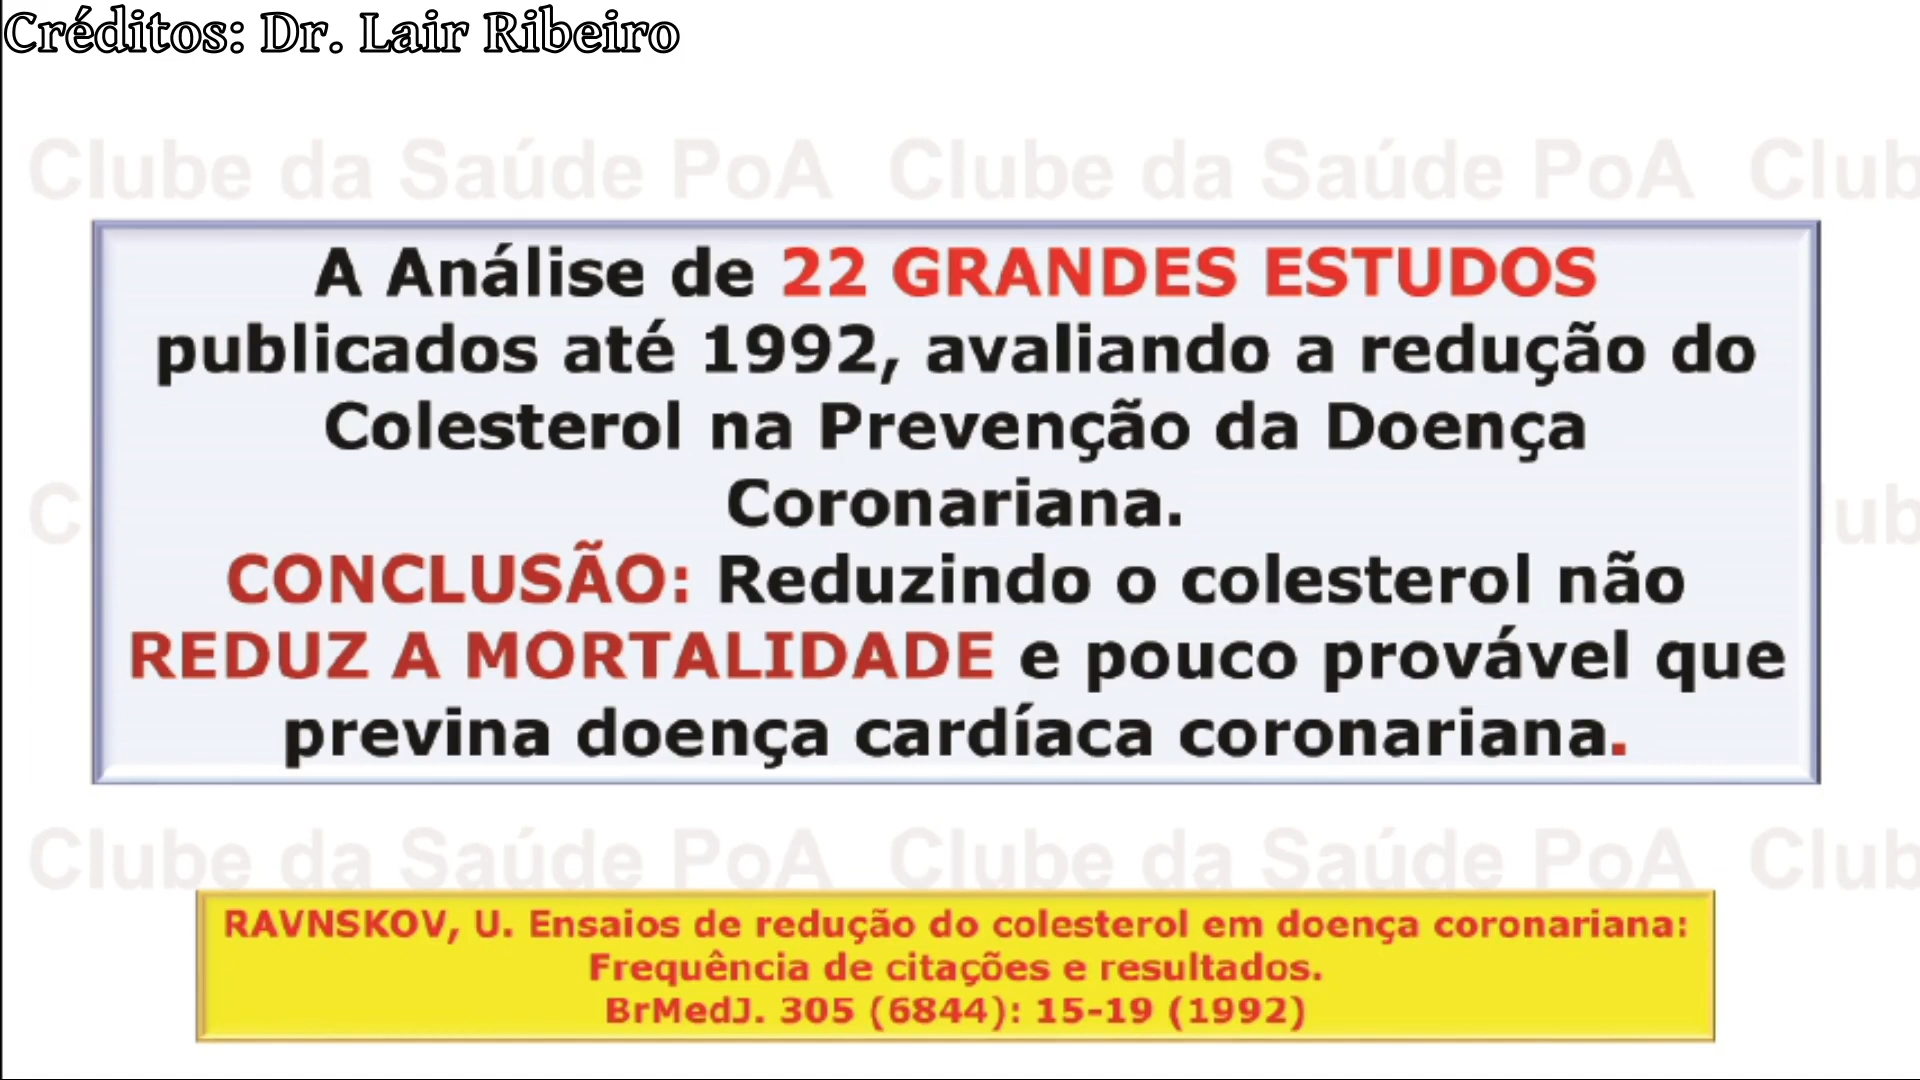 Créditos: Dr. Lair Ribeiro
Clube da Saúde PoA Clube da Saúde PoA Club
A Análise de 22 GRANDES ESTUDOS
publicados até 1992, avaliando a redução do
Colesterol na Prevenção da Doença
C
Coronariana.
lub
CONCLUSÃO: Reduzindo o colesterol não
REDUZ A MORTALIDADE e pouco provável que
previna doença cardíaca coronariana.
Clube da Saúde PoA Clube da Saúde PoA Club
RAVNSKOV, U. Ensaios de redução do colesterol em doença coronariana:
Frequência de citações e resultados.
BrMedJ. 305 (6844): 15-19 (1992)